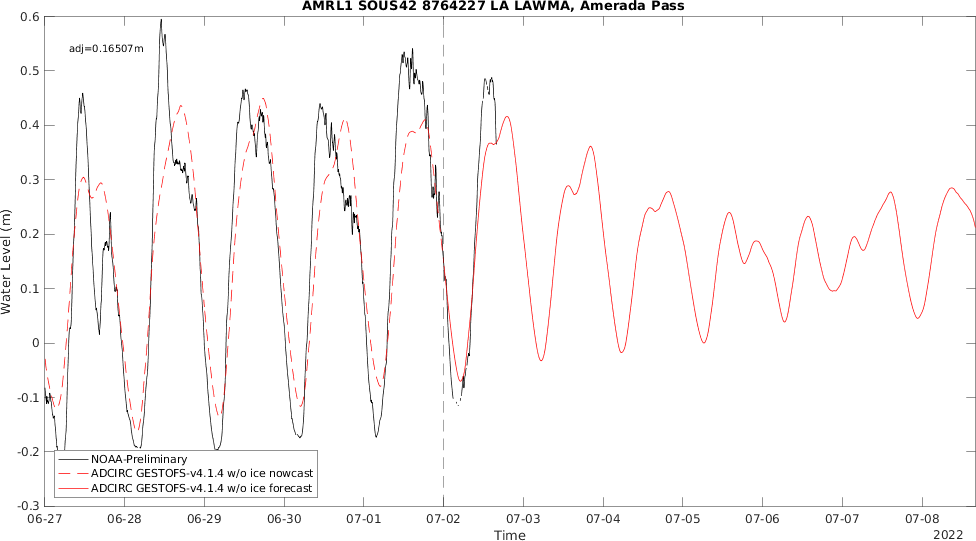 AMRL1 SOUS42 8764227 LA LAWMA, Amerada Pass
0.6
adj=0.16507m
0.5
0.4
0.3
0.2
0.1
0
-0.1
-0.2
-0.3
Water Level (m)
NOAA-Preliminary
ADCIRC GESTOFS-v4.1.4 w/o ice nowcast
ADCIRC GESTOFS-v4.1.4 w/o ice forecast
06-27 06-28 06-29 06-30 07-01 07-02 07-03 07-04 07-05 07-06 07-07 07-08
Time
2022